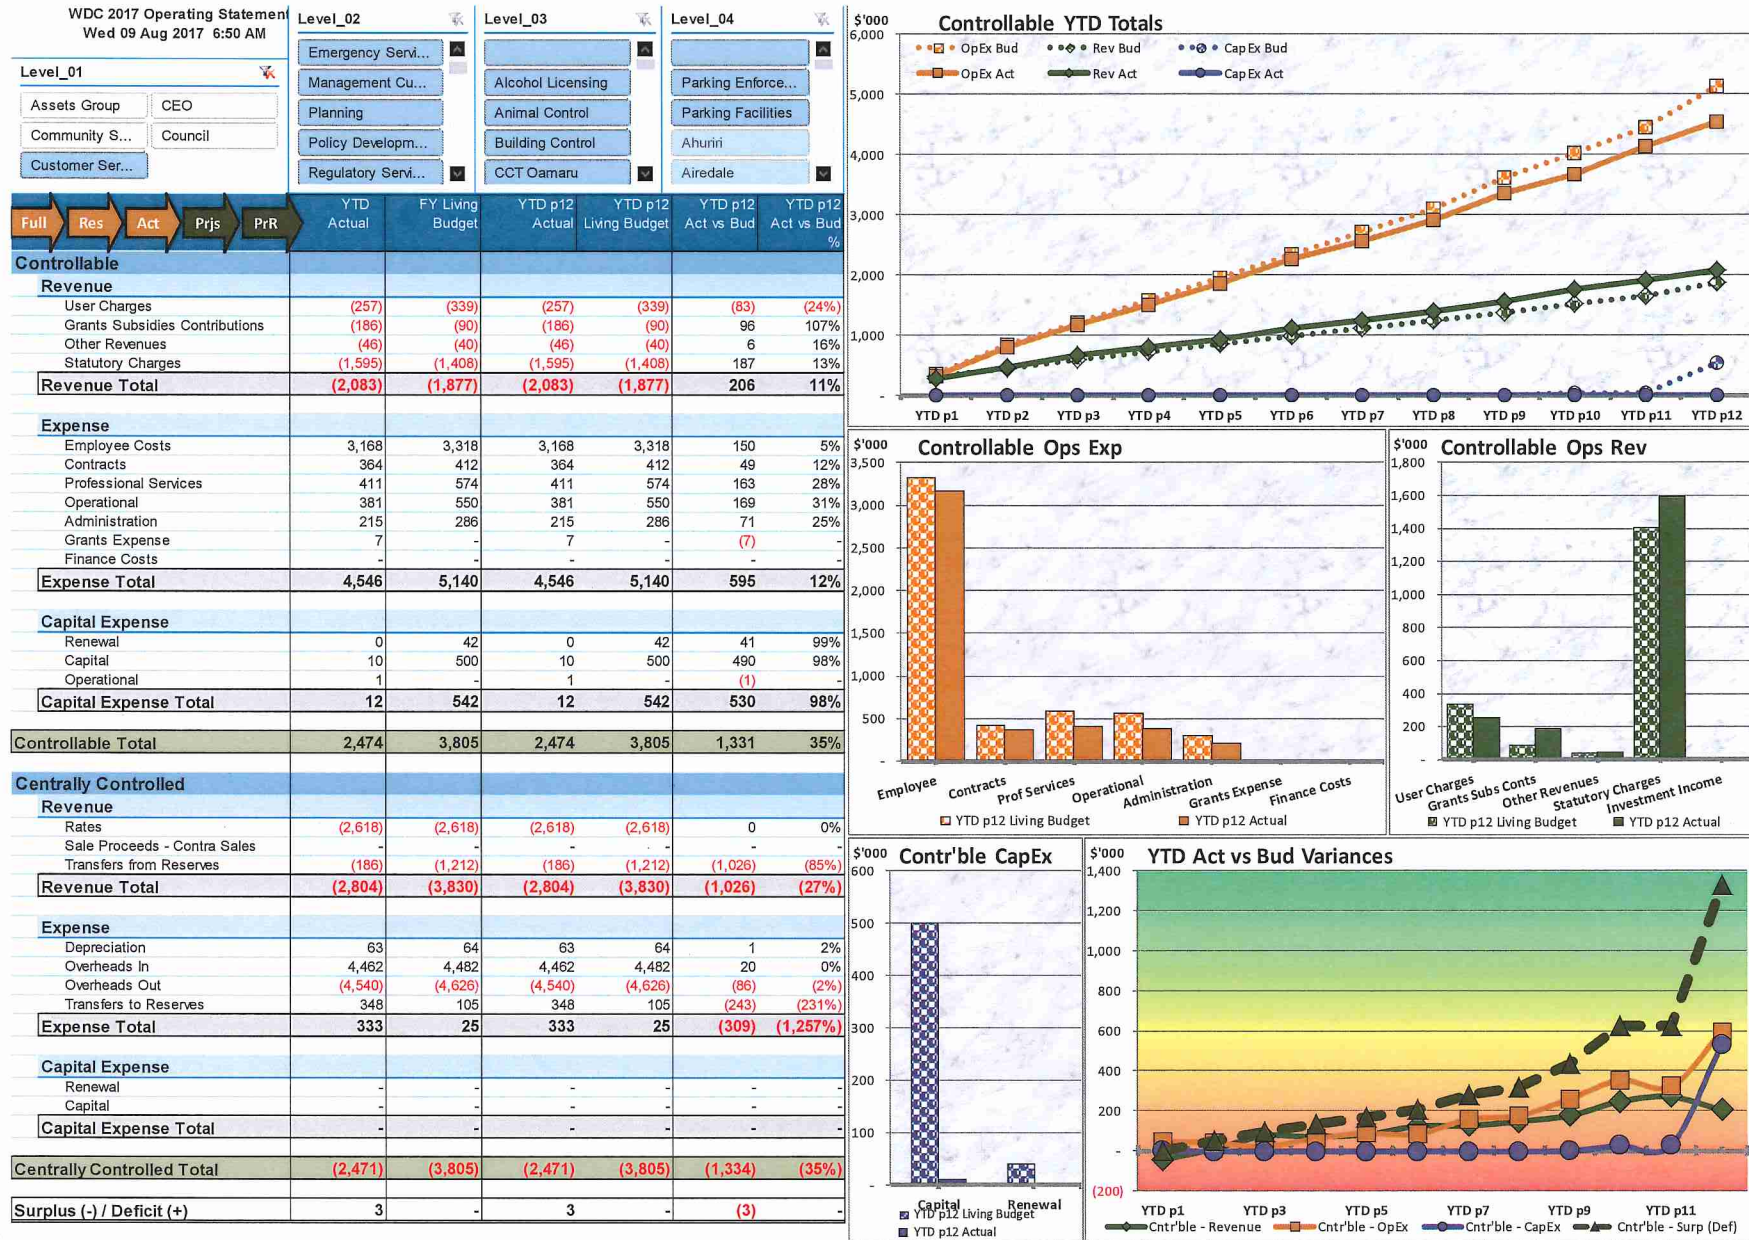 WDC 2017 Operating Statement
Wed 09 Aug 2017 6:50 AM
Level_01
Assets Group CEO
Community S... Council
Customer Ser...
Level_02
Emergency Servi...
Management Cu...
Planning
Policy Developm...
Regulatory Servi...
Level_03
Alcohol Licensing
Animal Control
Building Control
CCT Oamaru
Level_04
Parking Enforce...
Parking Facilities
Ahuriri
Airedale
Full Res Act Prjs PrR
YTD Actual FY Living Budget YTD p12 Actual YTD p12 Living Budget YTD p12 Act vs Bud YTD p12 Act vs Bud %
Controllable
Revenue
User Charges (257) (339) (257) (339) (83) (24%)
Grants Subsidies Contributions (186) (90) (186) (90) 96 107%
Other Revenues (46) (40) (46) (40) 6 16%
Statutory Charges (1,595) (1,408) (1,595) (1,408) 187 13%
Revenue Total (2,083) (1,877) (2,083) (1,877) 206 11%
Expense
Employee Costs 3,168 3,318 3,168 3,318 150 5%
Contracts 364 412 364 412 49 12%
Professional Services 411 574 411 574 163 28%
Operational 381 550 381 550 169 31%
Administration 215 286 215 286 71 25%
Grants Expense 7 - 7 - (7) -
Finance Costs - - - - - -
Expense Total 4,546 5,140 4,546 5,140 595 12%
Capital Expense
Renewal 0 42 0 42 41 99%
Capital 10 500 10 500 490 98%
Operational 1 - 1 - (1) -
Capital Expense Total 12 542 12 542 530 98%
Controllable Total 2,474 3,805 2,474 3,805 1,331 35%
Centrally Controlled
Revenue
Rates (2,618) (2,618) (2,618) (2,618) 0 0%
Sale Proceeds - Contra Sales - - - - - -
Transfers from Reserves (186) (1,212) (186) (1,212) (1,026) (85%)
Revenue Total (2,804) (3,830) (2,804) (3,830) (1,026) (27%)
Expense
Depreciation 63 64 63 64 1 2%
Overheads In 4,462 4,482 4,462 4,482 20 0%
Overheads Out (4,540) (4,626) (4,540) (4,626) (86) (2%)
Transfers to Reserves 348 105 348 105 (243) (231%)
Expense Total 333 25 333 25 (309) (1,257%)
Capital Expense
Renewal - - - - - -
Capital - - - - - -
Capital Expense Total - - - - - -
Centrally Controlled Total (2,471) (3,805) (2,471) (3,805) (1,334) (35%)
Surplus (-) / Deficit (+) 3 - 3 - (3) -
$'000 Controllable YTD Totals
OpEx Bud Rev Bud CapEx Bud
OpEx Act Rev Act CapEx Act
6,000
5,000
4,000
3,000
2,000
1,000
-
YTD p1 YTD p2 YTD p3 YTD p4 YTD p5 YTD p6 YTD p7 YTD p8 YTD p9 YTD p10 YTD p11 YTD p12
$'000 Controllable Ops Exp
3,500
3,000
2,500
2,000
1,500
1,000
500
-
Employee Contracts Prof Services Operational Administration Grants Expense Finance Costs
YTD p12 Living Budget YTD p12 Actual
$'000 Controllable Ops Rev
1,800
1,600
1,400
1,200
1,000
800
600
400
200
-
User Charges Grants Subs Conts Other Revenues Statutory Charges Investment Income
YTD p12 Living Budget YTD p12 Actual
$'000 Contr'ble CapEx
600
500
400
300
200
100
-
Capital Renewal
YTD p12 Living Budget
YTD p12 Actual
$'000 YTD Act vs Bud Variances
1,400
1,200
1,000
800
600
400
200
-
(200)
YTD p1 YTD p3 YTD p5 YTD p7 YTD p9 YTD p11
Cntr'ble - Revenue Cntr'ble - OpEx Cntr'ble - CapEx Cntr'ble - Surp (Def)